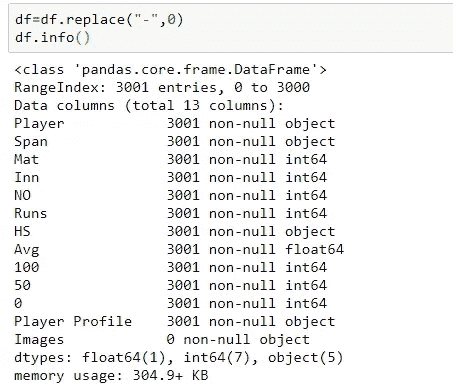 df=df.replace("-",0)
df.info()
<class 'pandas.core.frame.DataFrame'>
RangeIndex: 3001 entries, 0 to 3000
Data columns (total 13 columns):
Player 3001 non-null object
Span 3001 non-null object
Mat 3001 non-null int64
Inn 3001 non-null int64
NO 3001 non-null int64
Runs 3001 non-null int64
HS 3001 non-null object
Avg 3001 non-null float64
100 3001 non-null int64
50 3001 non-null int64
0 3001 non-null int64
Player Profile 3001 non-null object
Images 0 non-null object
dtypes: float64(1), int64(7), object(5)
memory usage: 304.9+ KB